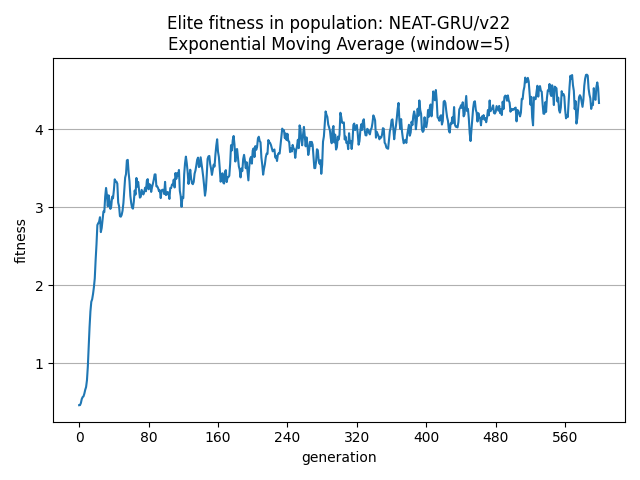 Elite fitness in population: NEAT-GRU/v22
Exponential Moving Average (window=5)
fitness
4
3
2
1
0 80 160 240 320 400 480 560
generation